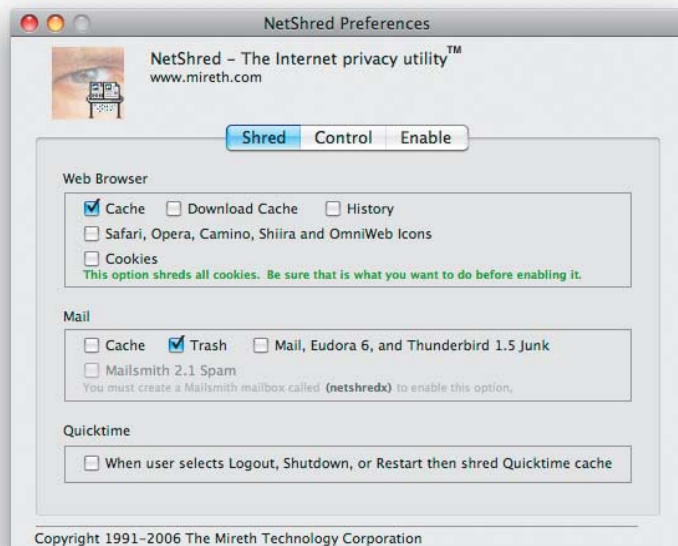 NetShred Preferences
NetShred – The Internet privacy utility™
www.mireth.com
Shred Control Enable
Web Browser
Cache Download Cache History
Safari, Opera, Camino, Shiira and OmniWeb Icons
Cookies
This option shreds all cookies. Be sure that is what you want to do before enabling it.
Mail
Cache Trash Mail, Eudora 6, and Thunderbird 1.5 Junk
Mailsmith 2.1 Spam
You must create a Mailsmith mailbox called (netshredx) to enable this option.
Quicktime
When user selects Logout, Shutdown, or Restart then shred Quicktime cache
Copyright 1991–2006 The Mireth Technology Corporation